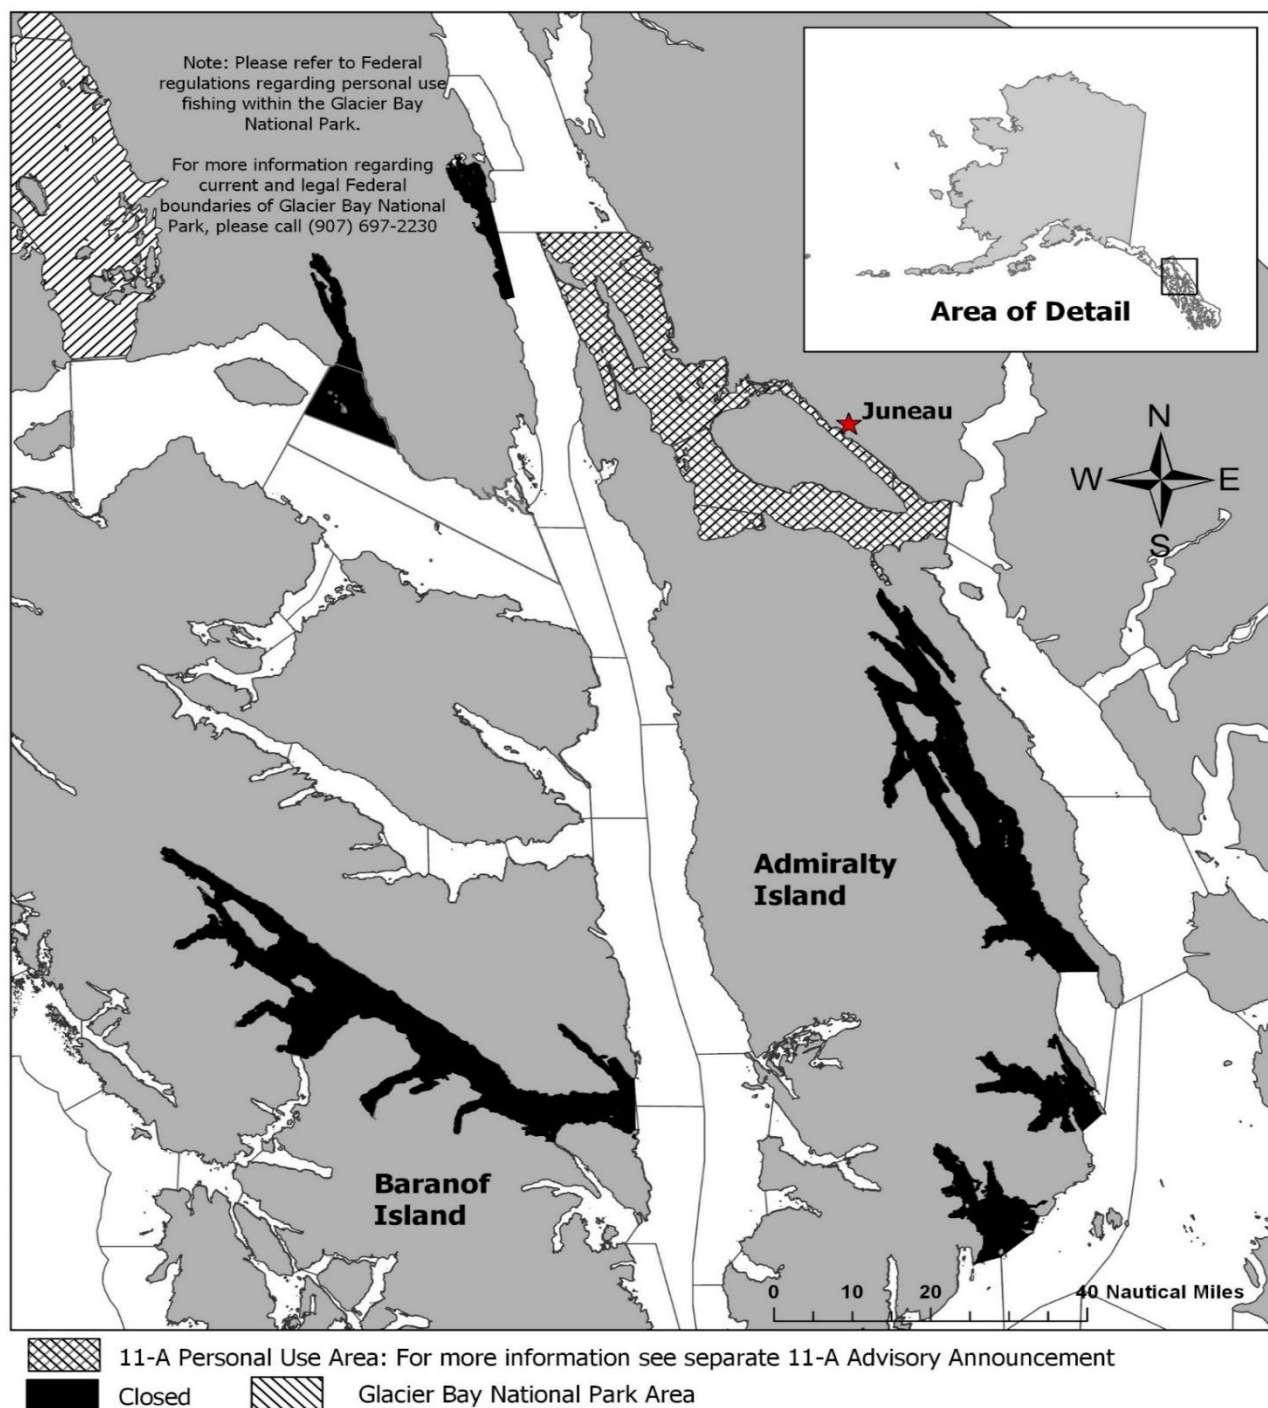 Note: Please refer to Federal
regulations regarding personal use
fishing within the Glacier Bay
National Park.
For more information regarding
current and legal Federal
boundaries of Glacier Bay National
Park, please call (907) 697-2230
Area of Detail
Juneau
N
W E
S
Admiralty
Island
Baranof
Island
0 10 20 40 Nautical Miles
11-A Personal Use Area: For more information see separate 11-A Advisory Announcement
Closed Glacier Bay National Park Area